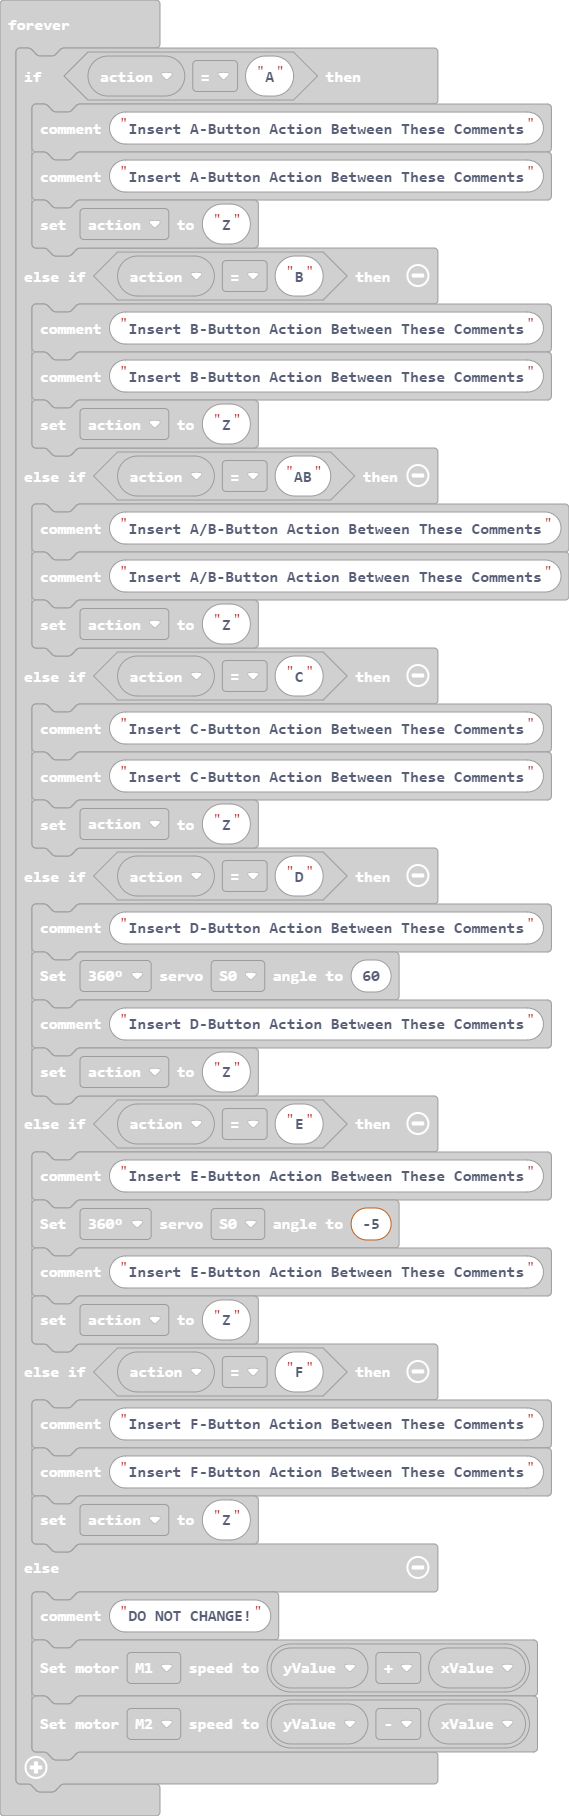 forever
if action = "A" then
comment "Insert A-Button Action Between These Comments"
comment "Insert A-Button Action Between These Comments"
set action to "Z"
else if action = "B" then
comment "Insert B-Button Action Between These Comments"
comment "Insert B-Button Action Between These Comments"
set action to "Z"
else if action = "AB" then
comment "Insert A/B-Button Action Between These Comments"
comment "Insert A/B-Button Action Between These Comments"
set action to "Z"
else if action = "C" then
comment "Insert C-Button Action Between These Comments"
comment "Insert C-Button Action Between These Comments"
set action to "Z"
else if action = "D" then
comment "Insert D-Button Action Between These Comments"
Set 360º servo S0 angle to 60
comment "Insert D-Button Action Between These Comments"
set action to "Z"
else if action = "E" then
comment "Insert E-Button Action Between These Comments"
Set 360º servo S0 angle to -5
comment "Insert E-Button Action Between These Comments"
set action to "Z"
else if action = "F" then
comment "Insert F-Button Action Between These Comments"
comment "Insert F-Button Action Between These Comments"
set action to "Z"
else
comment "DO NOT CHANGE!"
Set motor M1 speed to yValue + xValue
Set motor M2 speed to yValue - xValue